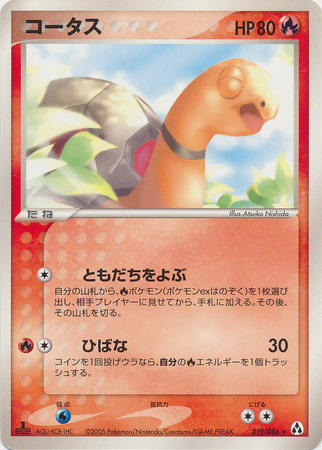 コータス
HP80
Illus.Atsuko Nishida
たね
ともだちをよぶ
自分の山札から、ポケモン（ポケモンexはのぞく）を1枚選び
出し、相手プレイヤーに見せてから、手札に加える。その後、
その山札を切る。
ひばな 30
コインを1回投げウラなら、自分のエネルギーを1個トラッ
シュする。
弱点 抵抗力 にげる
AQU KCB-1HC
©2005 Pokémon/Nintendo/Creatures/GAME FREAK
019/086 ★